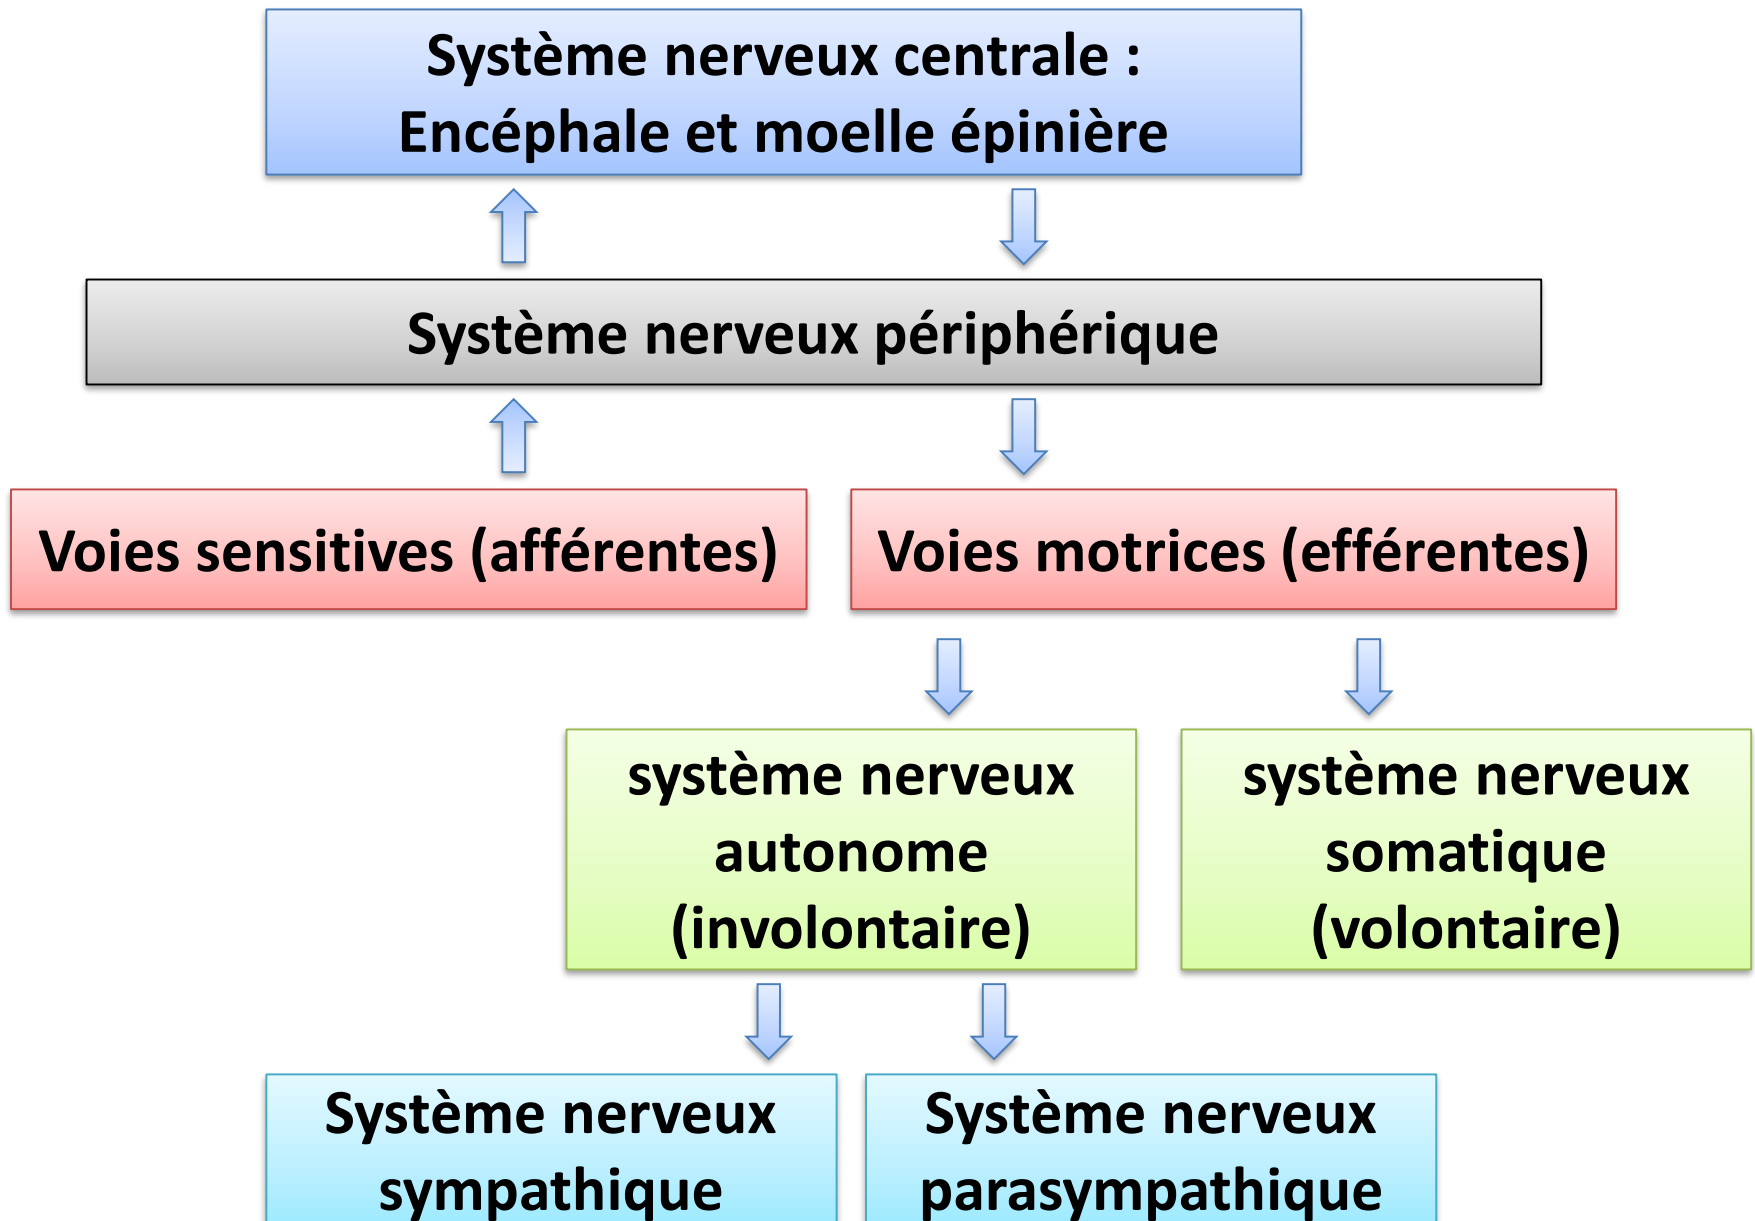 Système nerveux centrale :
Encéphale et moelle épinière
Système nerveux périphérique
Voies sensitives (afférentes)
Voies motrices (efférentes)
système nerveux
autonome
(involontaire)
système nerveux
somatique
(volontaire)
Système nerveux
sympathique
Système nerveux
parasympathique